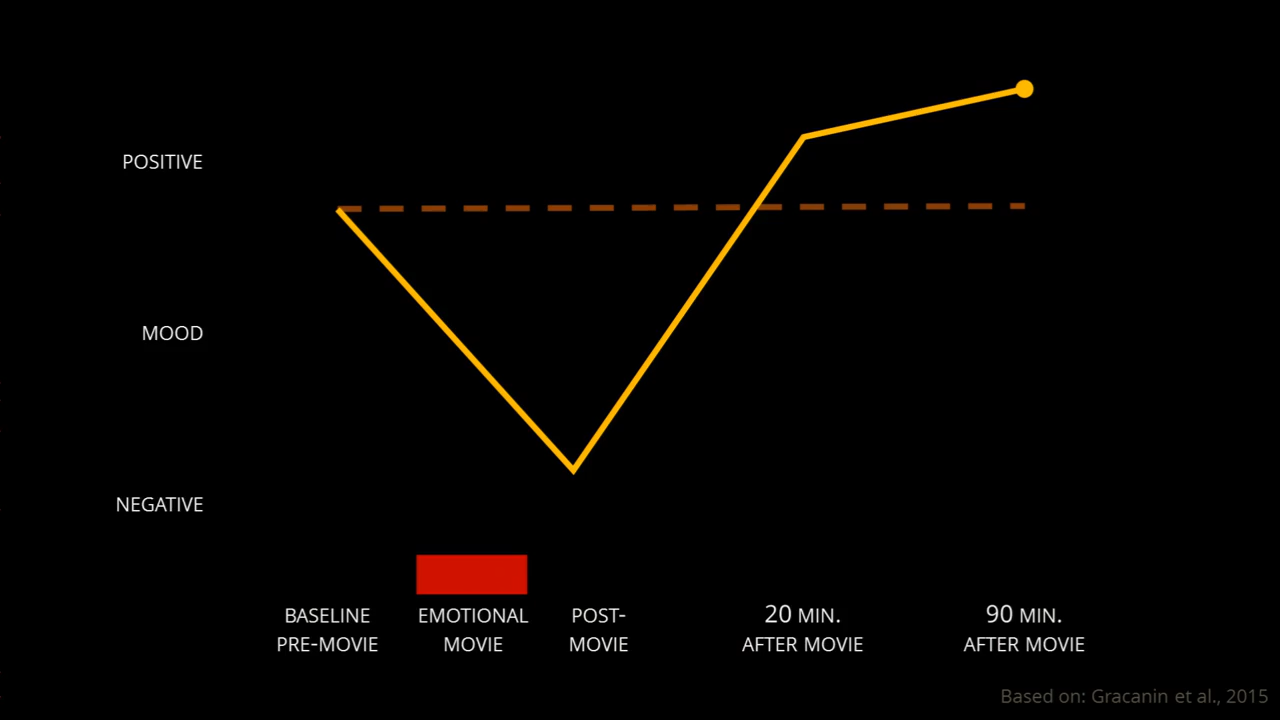 POSITIVE
MOOD
NEGATIVE
BASELINE
PRE-MOVIE
EMOTIONAL
MOVIE
POST-
MOVIE
20 MIN.
AFTER MOVIE
90 MIN.
AFTER MOVIE
Based on: Gracanin et al., 2015